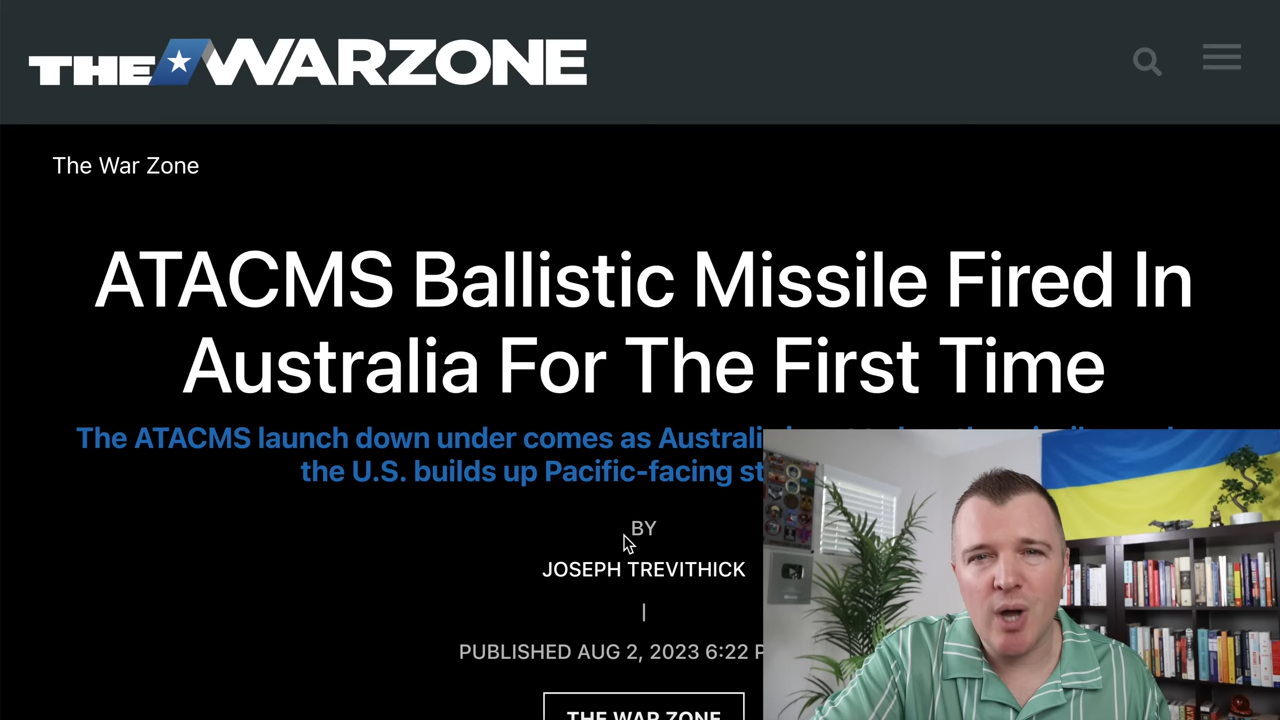 THE WARZONE
The War Zone
ATACMS Ballistic Missile Fired In
Australia For The First Time
The ATACMS launch down under comes as
the U.S. builds up Pacific-facing
BY
JOSEPH TREVITHICK
|
PUBLISHED AUG 2, 2023 6:22
THE WAR ZONE